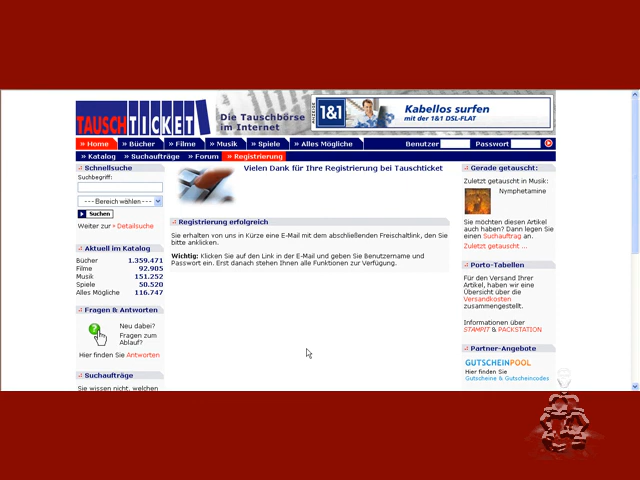 TAUSCHTICKET
Die Tauschbörse
im Internet
ANZEIGE
1&1
Kabellos surfen
mit der 1&1 DSL-FLAT
» Home » Bücher » Filme » Musik » Spiele » Alles Mögliche Benutzer Passwort
» Katalog » Suchaufträge » Forum » Registrierung
Schnellsuche
Suchbegriff:
--- Bereich wählen ---
Suchen
Weiter zur Detailsuche
Aktuell im Katalog
Bücher 1.359.471
Filme 92.905
Musik 151.252
Spiele 50.520
Alles Mögliche 116.747
Fragen & Antworten
Neu dabei?
Fragen zum
Ablauf?
Hier finden Sie Antworten
Suchaufträge
Sie wissen nicht, welchen
Vielen Dank für Ihre Registrierung bei Tauschticket
Registrierung erfolgreich
Sie erhalten von uns in Kürze eine E-Mail mit dem abschließenden Freischaltlink, den Sie
bitte anklicken.
Wichtig: Klicken Sie auf den Link in der E-Mail und geben Sie Benutzername und
Passwort ein. Erst danach stehen Ihnen alle Funktionen zur Verfügung.
Gerade getauscht:
Zuletzt getauscht in Musik:
Nymphetamine
Sie möchten diesen Artikel
auch haben? Dann legen Sie
einen Suchauftrag an.
Zuletzt getauscht ...
Porto-Tabellen
Für den Versand Ihrer
Artikel, haben wir eine
Übersicht über die
Versandkosten
zusammengestellt.
Informationen über
STAMPIT & PACKSTATION
Partner-Angebote
GUTSCHEINPOOL
Hier finden Sie
Gutscheine & Gutscheincodes